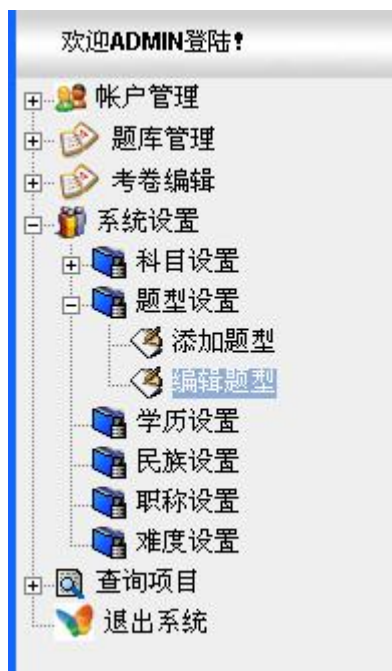 欢迎ADMIN登陆!
帐户管理
题库管理
考卷编辑
系统设置
科目设置
题型设置
添加题型
编辑题型
学历设置
民族设置
职称设置
难度设置
查询项目
退出系统